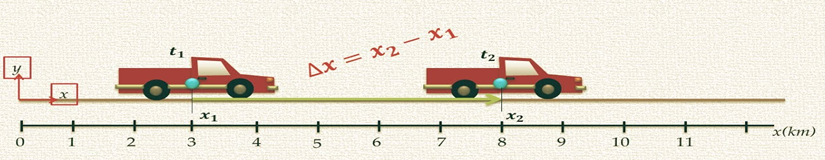 Δx = x₂ − x₁
t₁
t₂
y
x
x₁
x₂
0 1 2 3 4 5 6 7 8 9 10 11 x(km)